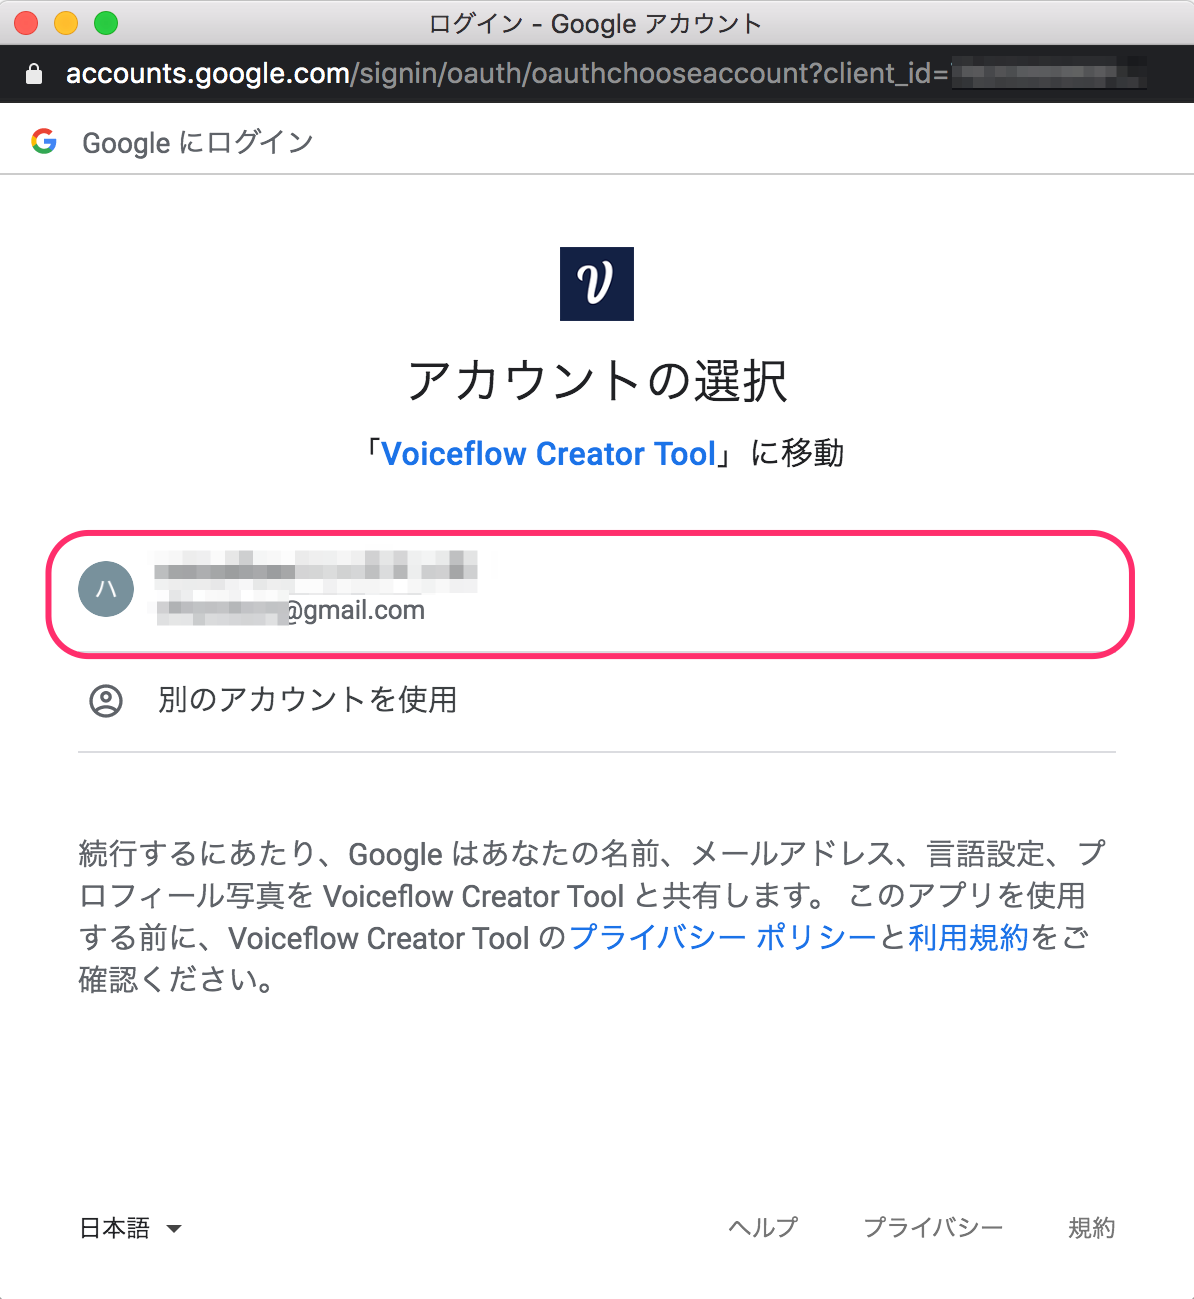 ログイン - Google アカウント
accounts.google.com/signin/oauth/oauthchooseaccount?client_id=
Google にログイン
アカウントの選択
「Voiceflow Creator Tool」に移動
ハ
@gmail.com
別のアカウントを使用
続行するにあたり、Google はあなたの名前、メールアドレス、言語設定、プ
ロフィール写真を Voiceflow Creator Tool と共有します。 このアプリを使用
する前に、Voiceflow Creator Tool のプライバシー ポリシーと利用規約をご
確認ください。
日本語
ヘルプ
プライバシー
規約